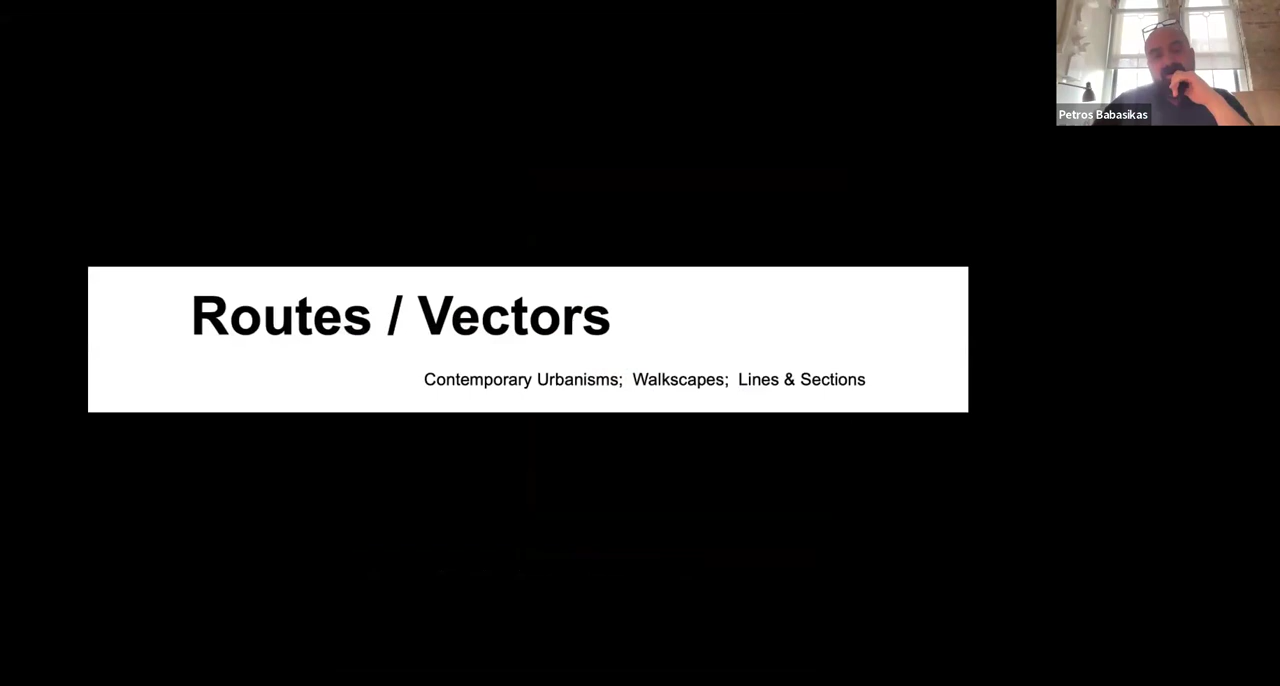 Petros Babasikas
Routes / Vectors
Contemporary Urbanisms; Walkscapes; Lines & Sections